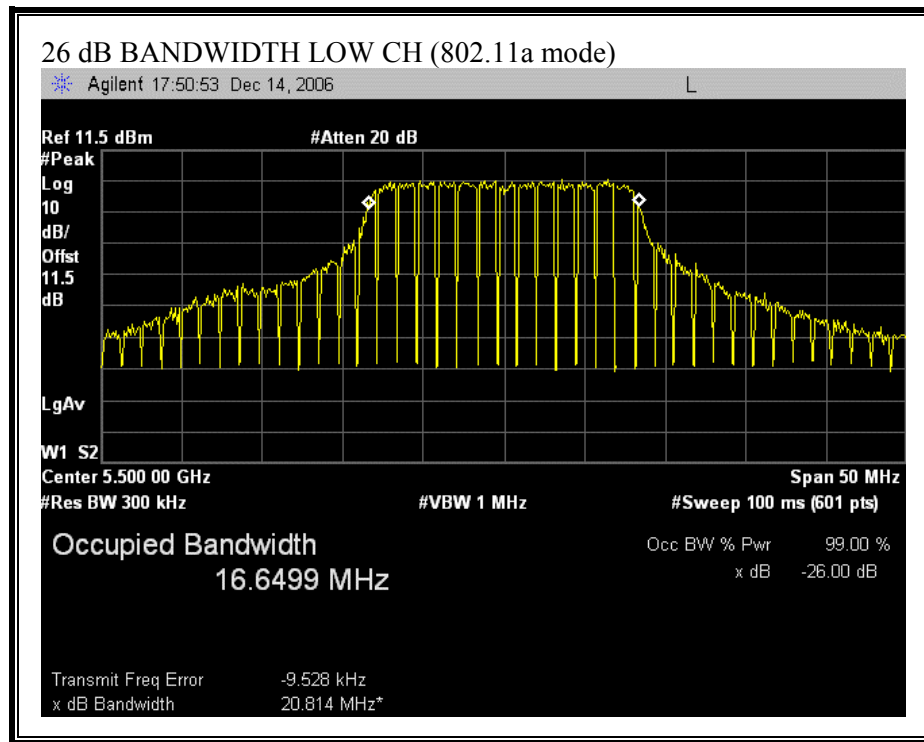 26 dB BANDWIDTH LOW CH (802.11a mode)
Agilent 17:50:53 Dec 14, 2006 L
Ref 11.5 dBm #Atten 20 dB
#Peak
Log
10
dB/
Offst
11.5
dB
LgAv
W1 S2
Center 5.500 00 GHz Span 50 MHz
#Res BW 300 kHz #VBW 1 MHz #Sweep 100 ms (601 pts)
Occupied Bandwidth Occ BW % Pwr 99.00 %
16.6499 MHz x dB -26.00 dB
Transmit Freq Error -9.528 kHz
x dB Bandwidth 20.814 MHz*